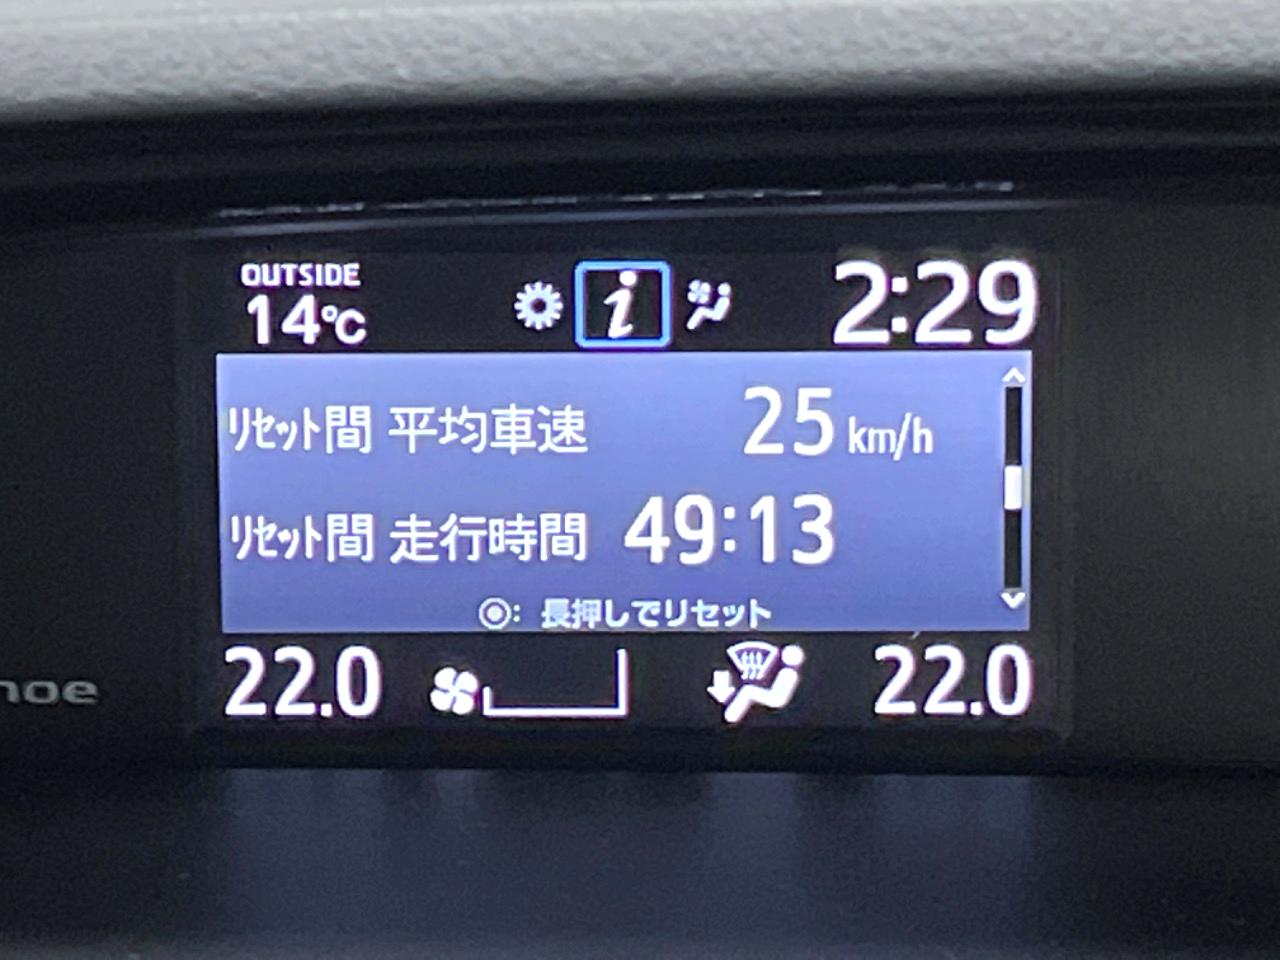 OUTSIDE
14℃
i
2:29
ﾘｾｯﾄ間 平均車速 25 km/h
ﾘｾｯﾄ間 走行時間 49:13
◉: 長押しでリセット
22.0
22.0